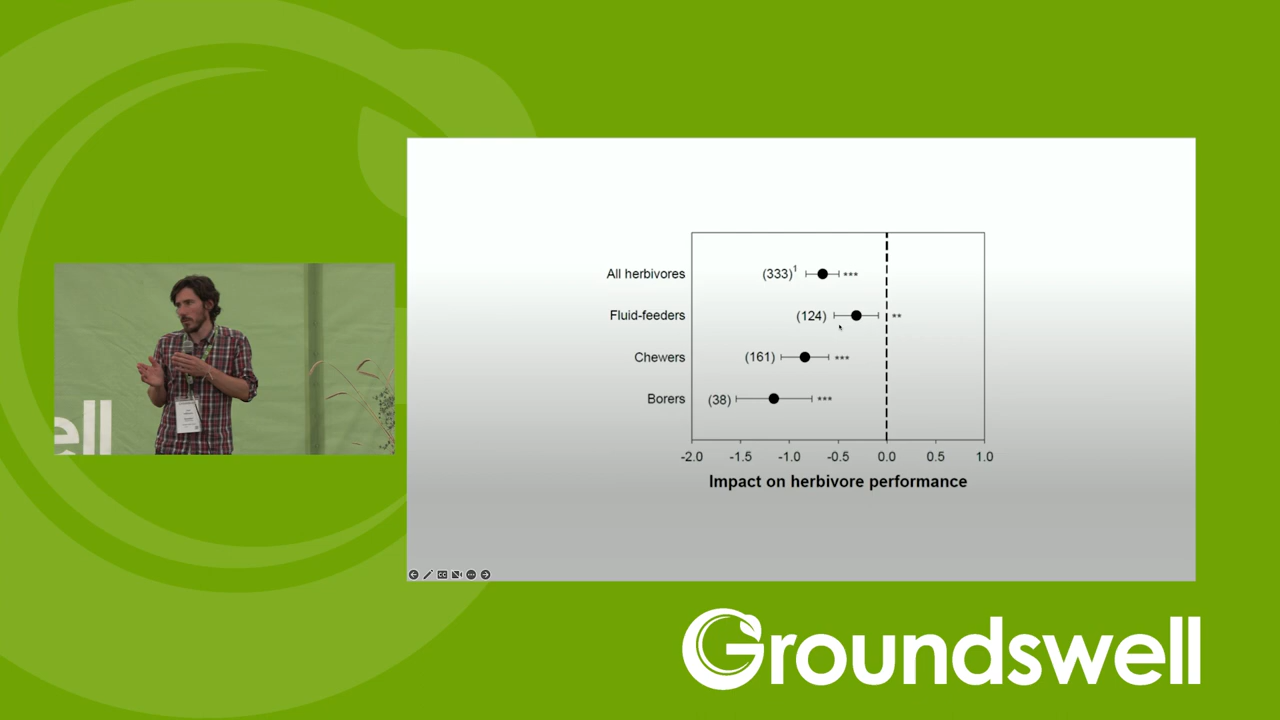 All herbivores (333)¹ ***
Fluid-feeders (124) **
Chewers (161) ***
Borers (38) ***
-2.0 -1.5 -1.0 -0.5 0.0 0.5 1.0
Impact on herbivore performance
ell
Groundswell